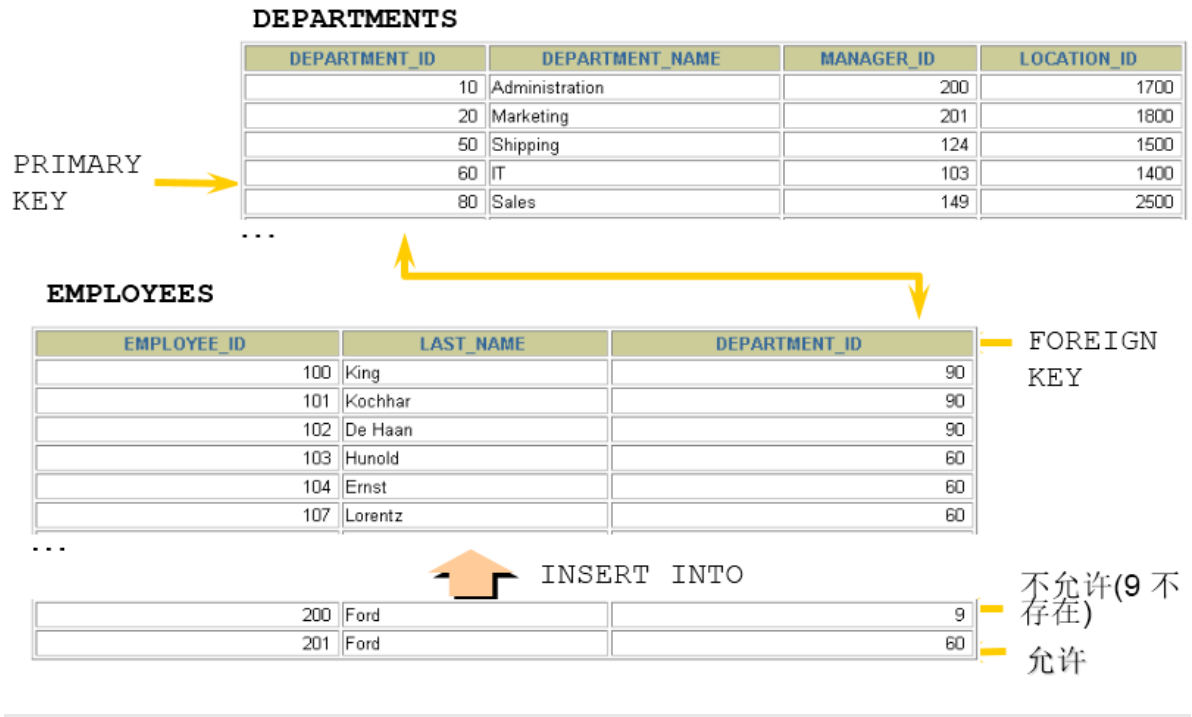 DEPARTMENTS
DEPARTMENT_ID DEPARTMENT_NAME MANAGER_ID LOCATION_ID
10 Administration 200 1700
20 Marketing 201 1800
50 Shipping 124 1500
60 IT 103 1400
80 Sales 149 2500
...
PRIMARY
KEY
EMPLOYEES
EMPLOYEE_ID LAST_NAME DEPARTMENT_ID
100 King 90
101 Kochhar 90
102 De Haan 90
103 Hunold 60
104 Ernst 60
107 Lorentz 60
...
FOREIGN
KEY
INSERT INTO
200 Ford 9
201 Ford 60
不允许(9 不
存在)
允许